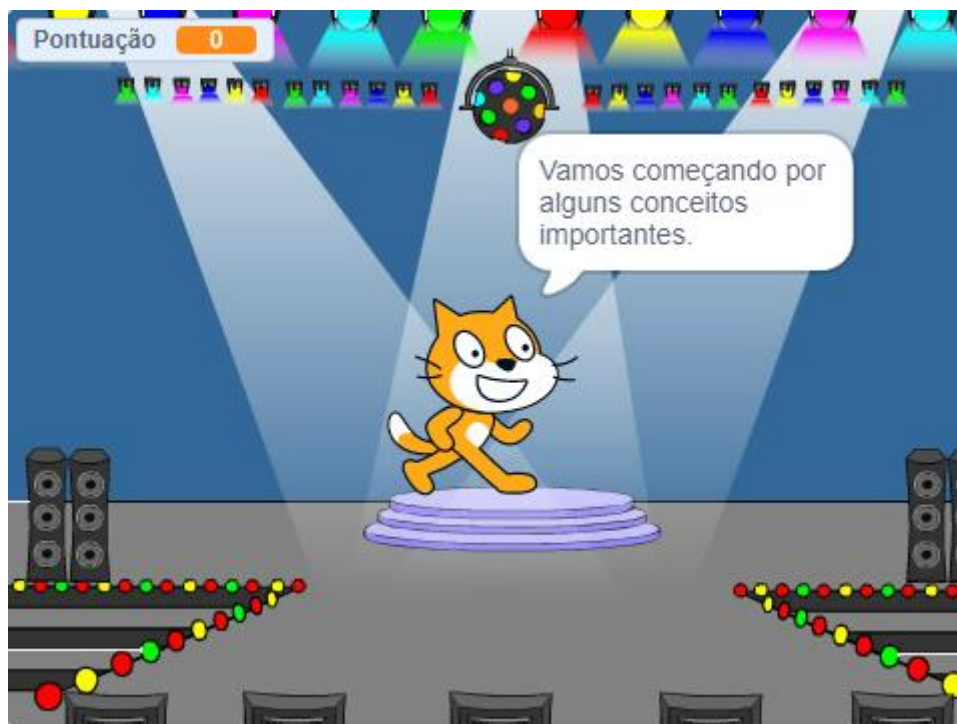 Pontuação 0
Vamos começando por
alguns conceitos
importantes.